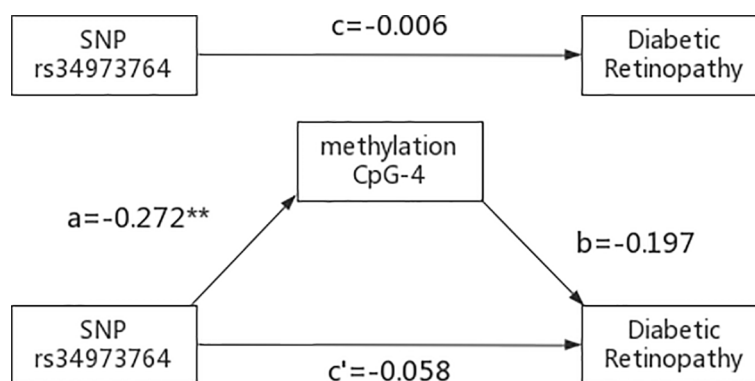 c=-0.006
SNP
rs34973764
Diabetic
Retinopathy
methylation
CpG-4
a=-0.272**
b=-0.197
SNP
rs34973764
Diabetic
Retinopathy
c'=-0.058